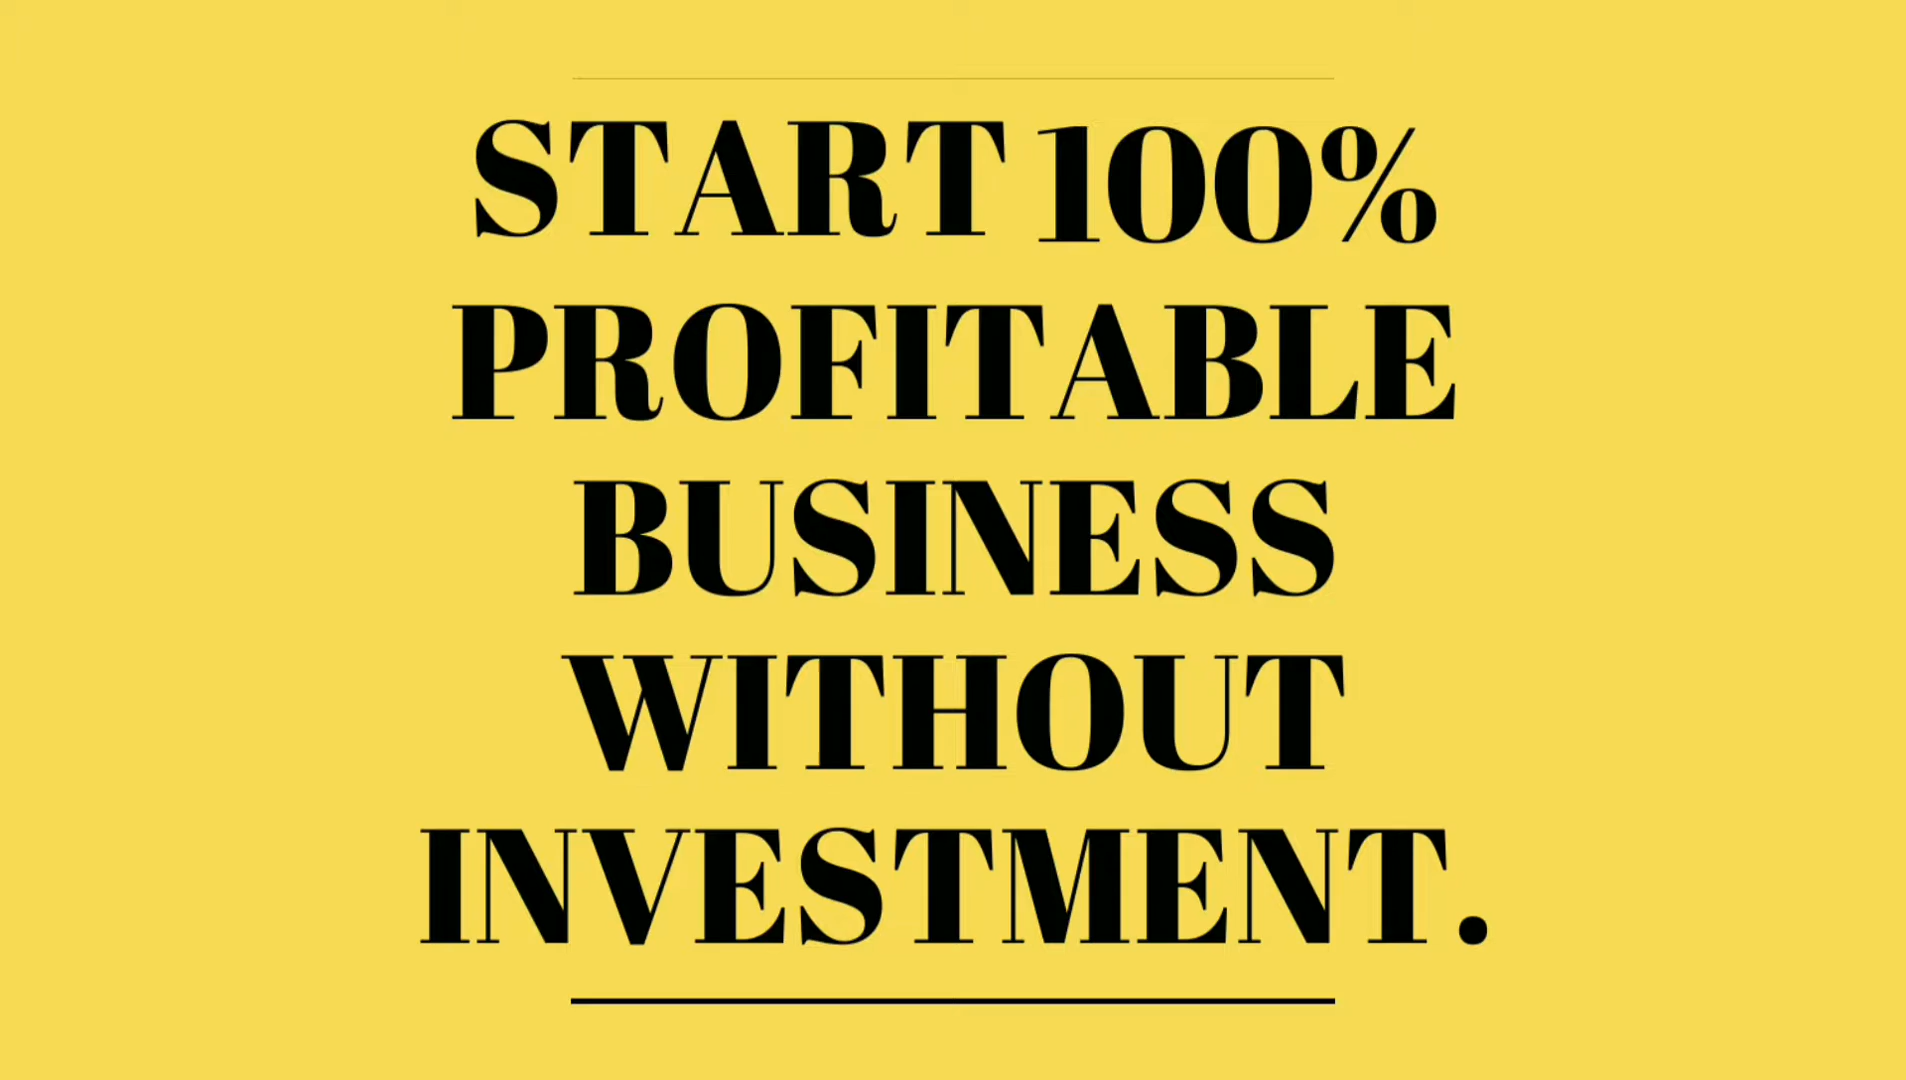 START 100%
PROFITABLE
BUSINESS
WITHOUT
INVESTMENT.